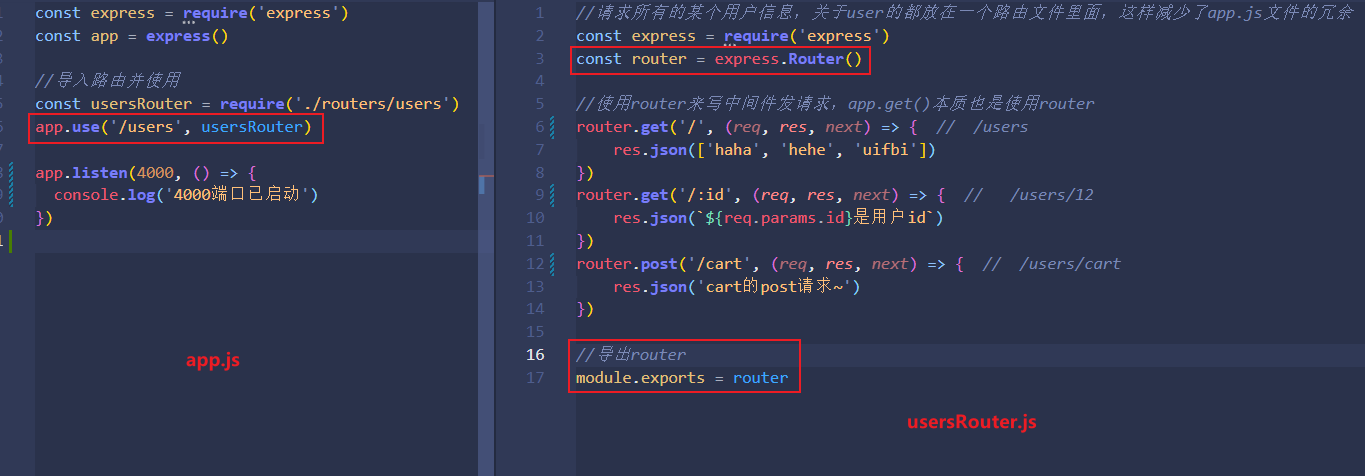 const express = require('express')
const app = express()
//导入路由并使用
const usersRouter = require('./routers/users')
app.use('/users', usersRouter)
app.listen(4000, () => {
console.log('4000端口已启动')
})
app.js
1 //请求所有的某个用户信息, 关于user的都放在一个路由文件里面, 这样减少了app.js文件的冗余
2 const express = require('express')
3 const router = express.Router()
4
5 //使用router来写中间件发请求, app.get()本质也是使用router
6 router.get('/', (req, res, next) => { // /users
7 res.json(['haha', 'hehe', 'uifbi'])
8 })
9 router.get('/:id', (req, res, next) => { // /users/12
10 res.json(`${req.params.id}是用户id`)
11 })
12 router.post('/cart', (req, res, next) => { // /users/cart
13 res.json('cart的post请求~')
14 })
15
16 //导出router
17 module.exports = router
usersRouter.js